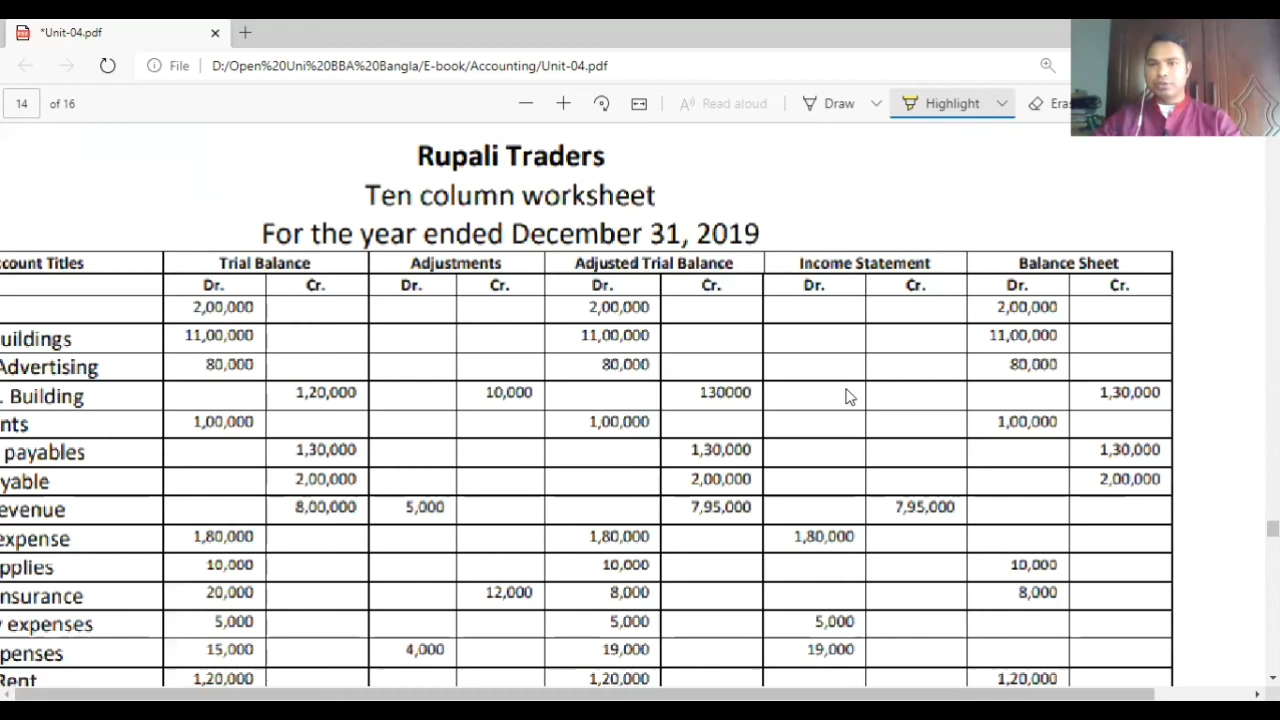 *Unit-04.pdf
File D:/Open%20Uni%20BBA%20Bangla/E-book/Accounting/Unit-04.pdf
14 of 16 Read aloud Draw Highlight Eras
Rupali Traders
Ten column worksheet
For the year ended December 31, 2019
count Titles Trial Balance Adjustments Adjusted Trial Balance Income Statement Balance Sheet
Dr. Cr. Dr. Cr. Dr. Cr. Dr. Cr. Dr. Cr.
2,00,000 2,00,000 2,00,000
uildings 11,00,000 11,00,000 11,00,000
Advertising 80,000 80,000 80,000
. Building 1,20,000 10,000 130000 1,30,000
nts 1,00,000 1,00,000 1,00,000
payables 1,30,000 1,30,000 1,30,000
yable 2,00,000 2,00,000 2,00,000
evenue 8,00,000 5,000 7,95,000 7,95,000
expense 1,80,000 1,80,000 1,80,000
pplies 10,000 10,000 10,000
nsurance 20,000 12,000 8,000 8,000
expenses 5,000 5,000 5,000
penses 15,000 4,000 19,000 19,000
Rent 1,20,000 1,20,000 1,20,000